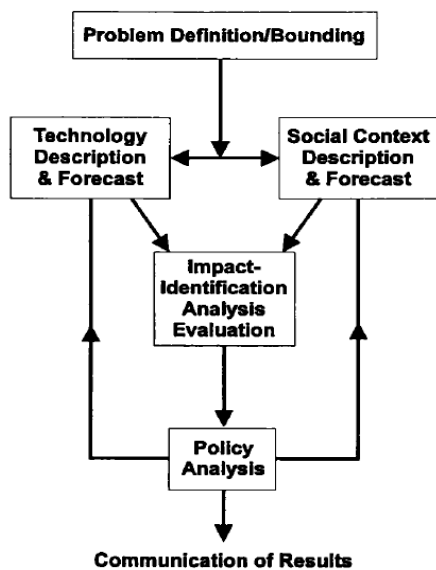 Problem Definition/Bounding
Technology
Description
& Forecast
Social Context
Description
& Forecast
Impact-
Identification
Analysis
Evaluation
Policy
Analysis
Communication of Results